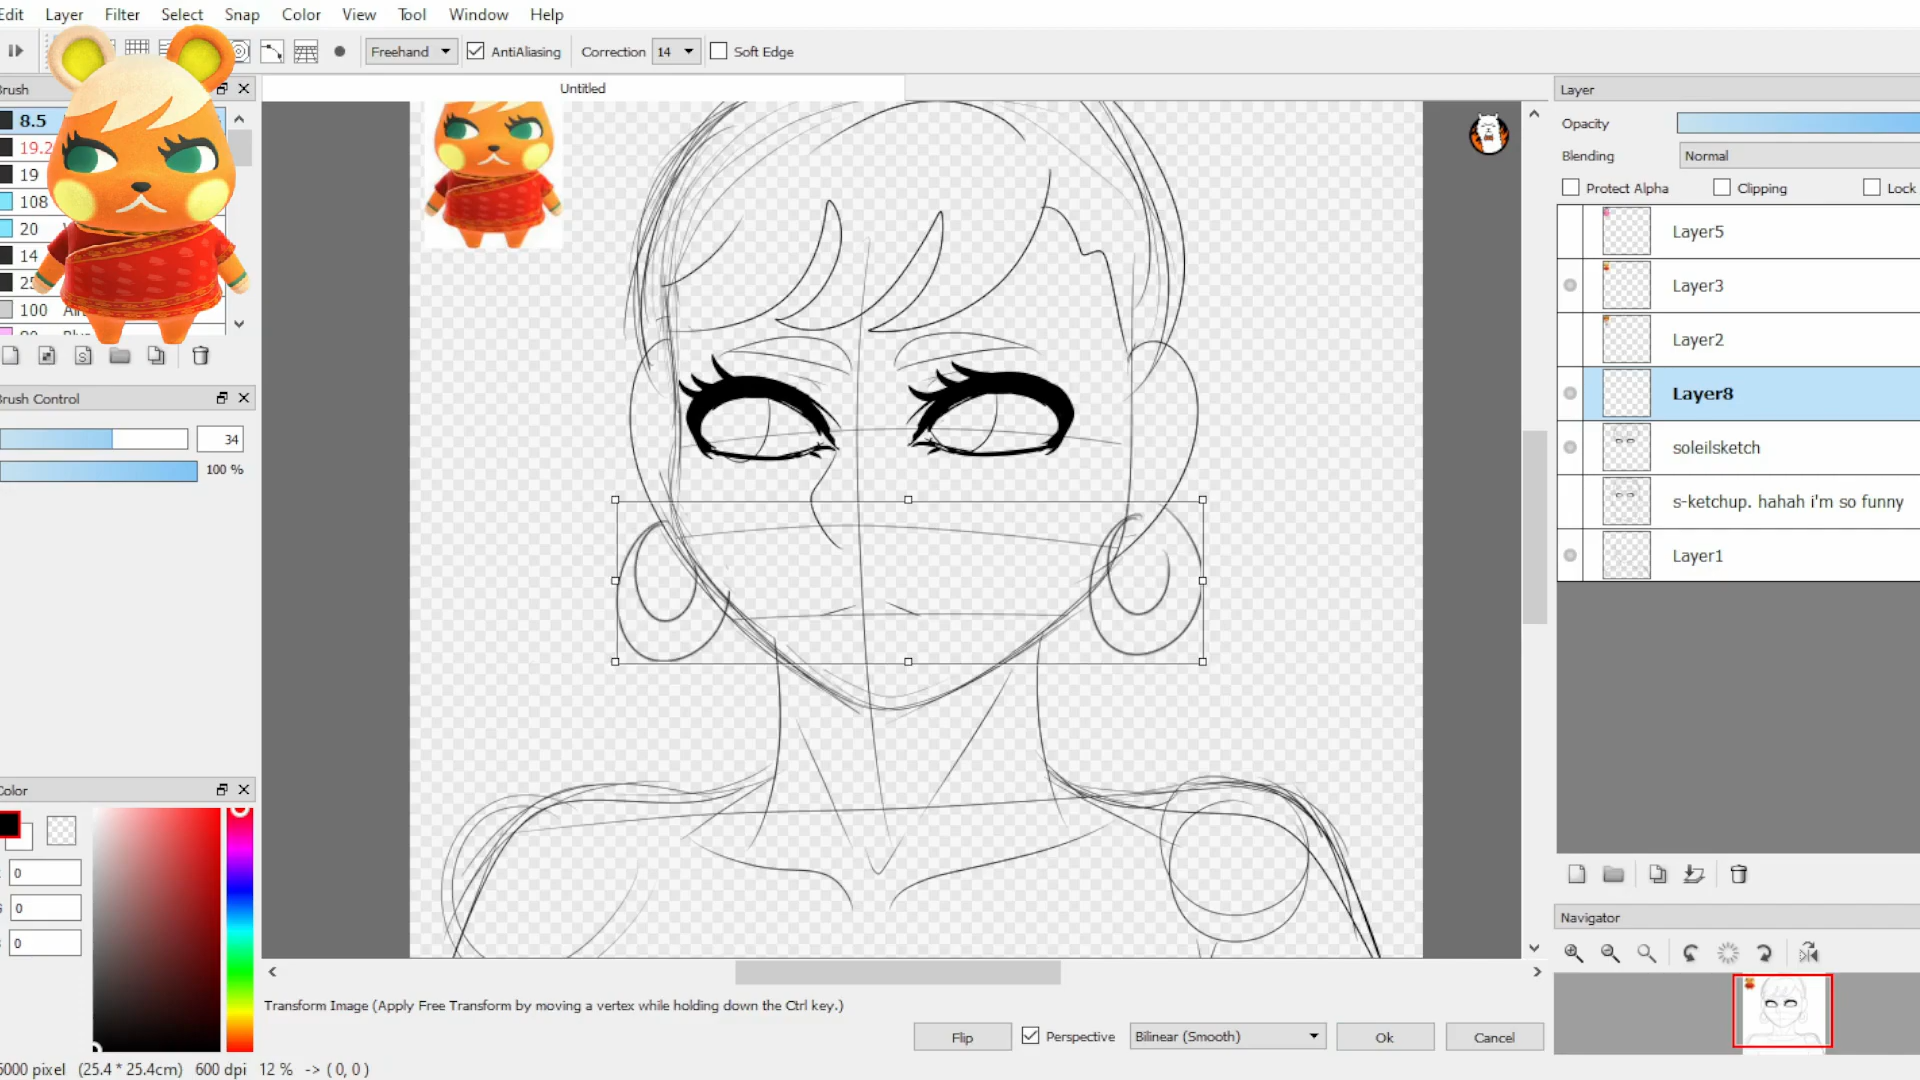 Edit Layer Filter Select Snap Color View Tool Window Help
Freehand AntiAliasing Correction 14 Soft Edge
Brush
Untitled
Layer
8.5
19.2
19
108
20
14
100
Opacity
Blending Normal
Protect Alpha Clipping Lock
Layer5
Layer3
Layer2
Layer8
soleilsketch
s-ketchup. hahah i'm so funny
Layer1
Brush Control
34
100 %
Color
0
0
0
Navigator
Transform Image (Apply Free Transform by moving a vertex while holding down the Ctrl key.)
Flip Perspective Bilinear (Smooth) Ok Cancel
5000 pixel (25.4 * 25.4cm) 600 dpi 12 % -> ( 0, 0 )